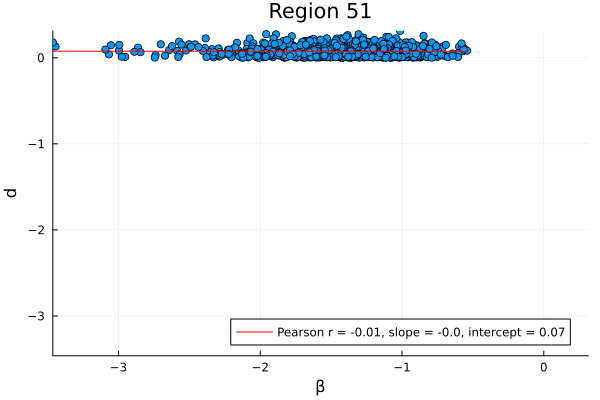 Region 51
0
−1
−2
−3
d
Pearson r = -0.01, slope = -0.0, intercept = 0.07
−3
−2
−1
0
β